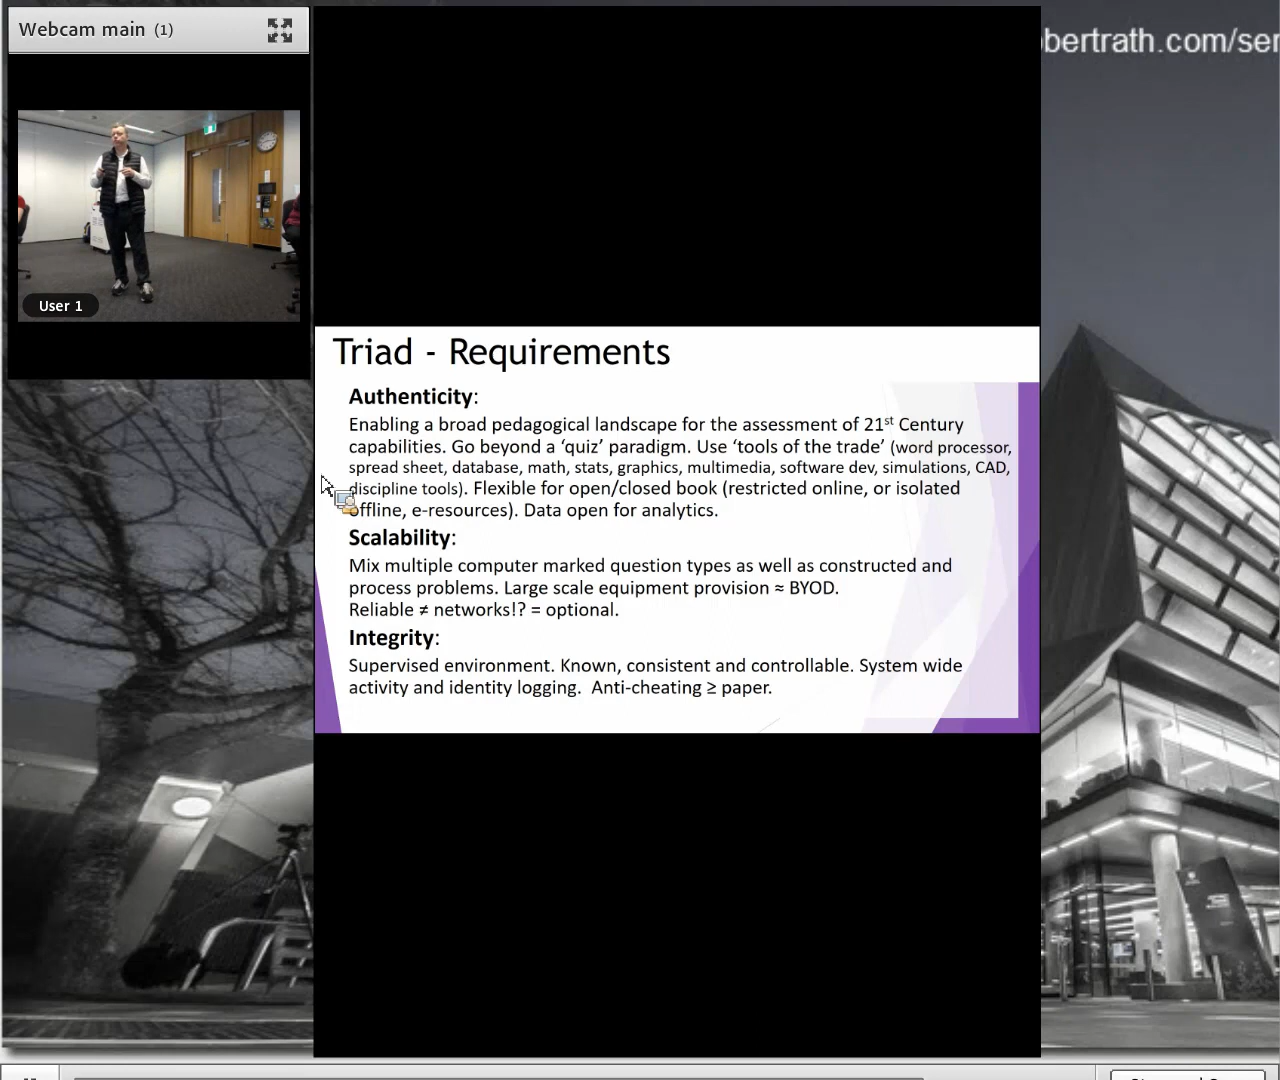 Webcam main (1)
bertrath.com/ser
User 1
Triad - Requirements
Authenticity:
Enabling a broad pedagogical landscape for the assessment of 21st Century
capabilities. Go beyond a ‘quiz’ paradigm. Use ‘tools of the trade’ (word processor,
spread sheet, database, math, stats, graphics, multimedia, software dev, simulations, CAD,
discipline tools). Flexible for open/closed book (restricted online, or isolated
offline, e-resources). Data open for analytics.
Scalability:
Mix multiple computer marked question types as well as constructed and
process problems. Large scale equipment provision ≈ BYOD.
Reliable ≠ networks!? = optional.
Integrity:
Supervised environment. Known, consistent and controllable. System wide
activity and identity logging. Anti-cheating ≥ paper.